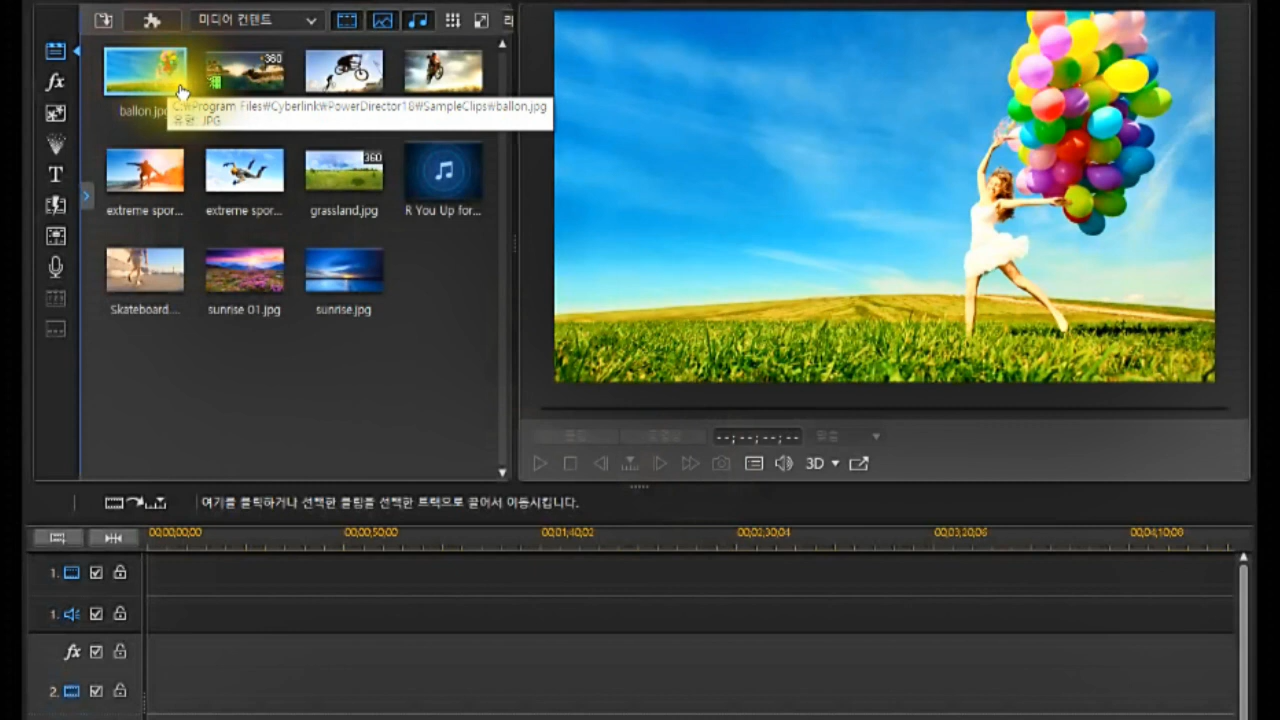 미디어 컨텐트
360
ballon.jpg
C:₩Program Files₩Cyberlink₩PowerDirector18₩SampleClips₩ballon.jpg
유형: JPG
fx
T
360
extreme spor...
extreme spor...
grassland.jpg
R You Up for...
Skateboard....
sunrise 01.jpg
sunrise.jpg
--;--;--;--
3D
여기를 클릭하거나 선택한 클립을 선택한 트랙으로 끌어서 이동시킵니다.
00;00;00;00
00;00;50;00
00;01;40;02
00;02;30;04
00;03;20;06
00;04;10;08
1.
1.
fx
2.